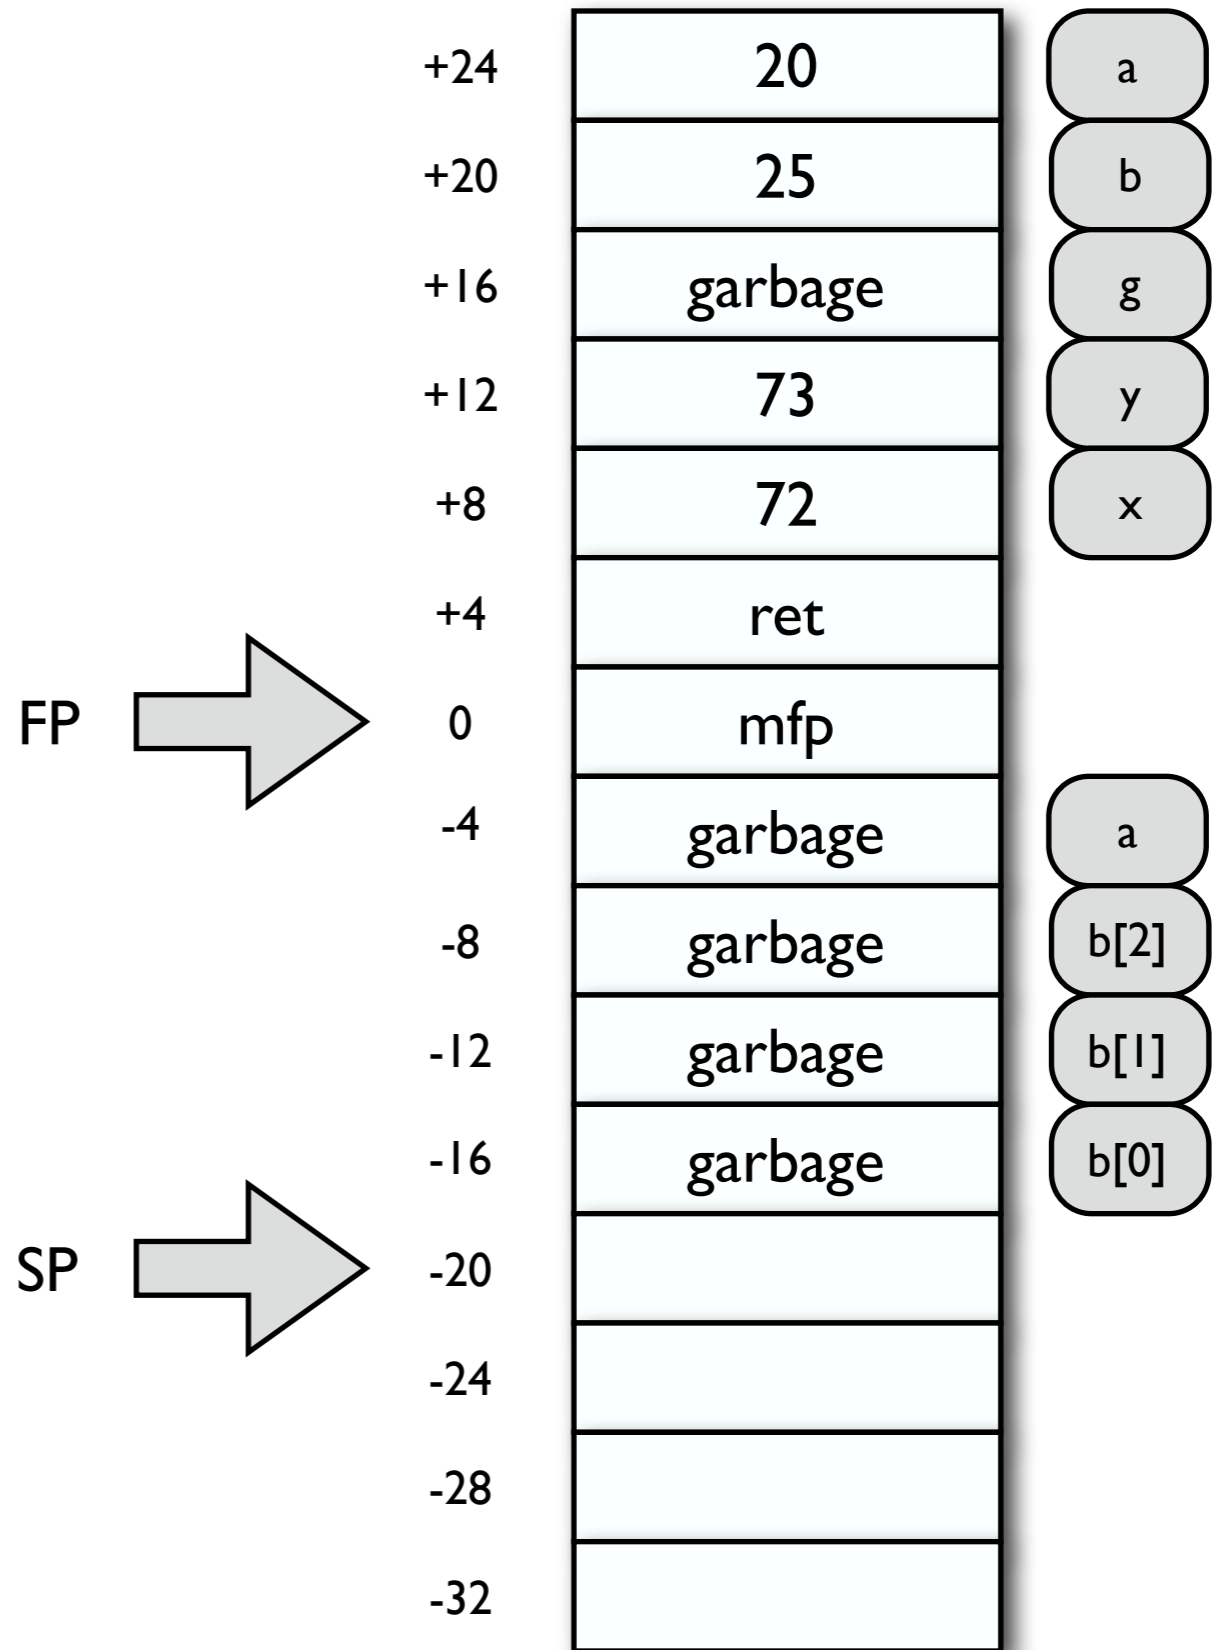 +24 20 a
+20 25 b
+16 garbage g
+12 73 y
+8 72 x
+4 ret
FP 0 mfp
-4 garbage a
-8 garbage b[2]
-12 garbage b[1]
-16 garbage b[0]
SP -20
-24
-28
-32